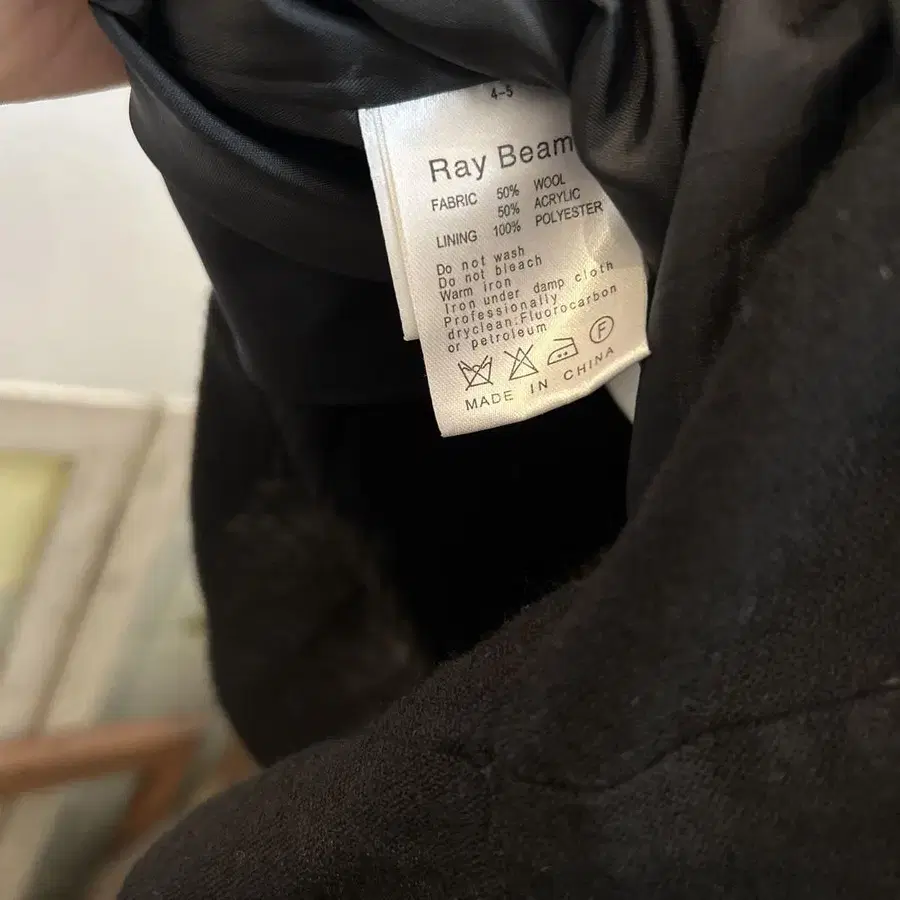 4-5
Ray Beam
FABRIC 50% WOOL
50% ACRYLIC
LINING 100% POLYESTER
Do not wash
Do not bleach
Warm iron
Iron under damp cloth
Professionally
dryclean:Fluorocarbon
or petroleum
F
MADE IN CHINA